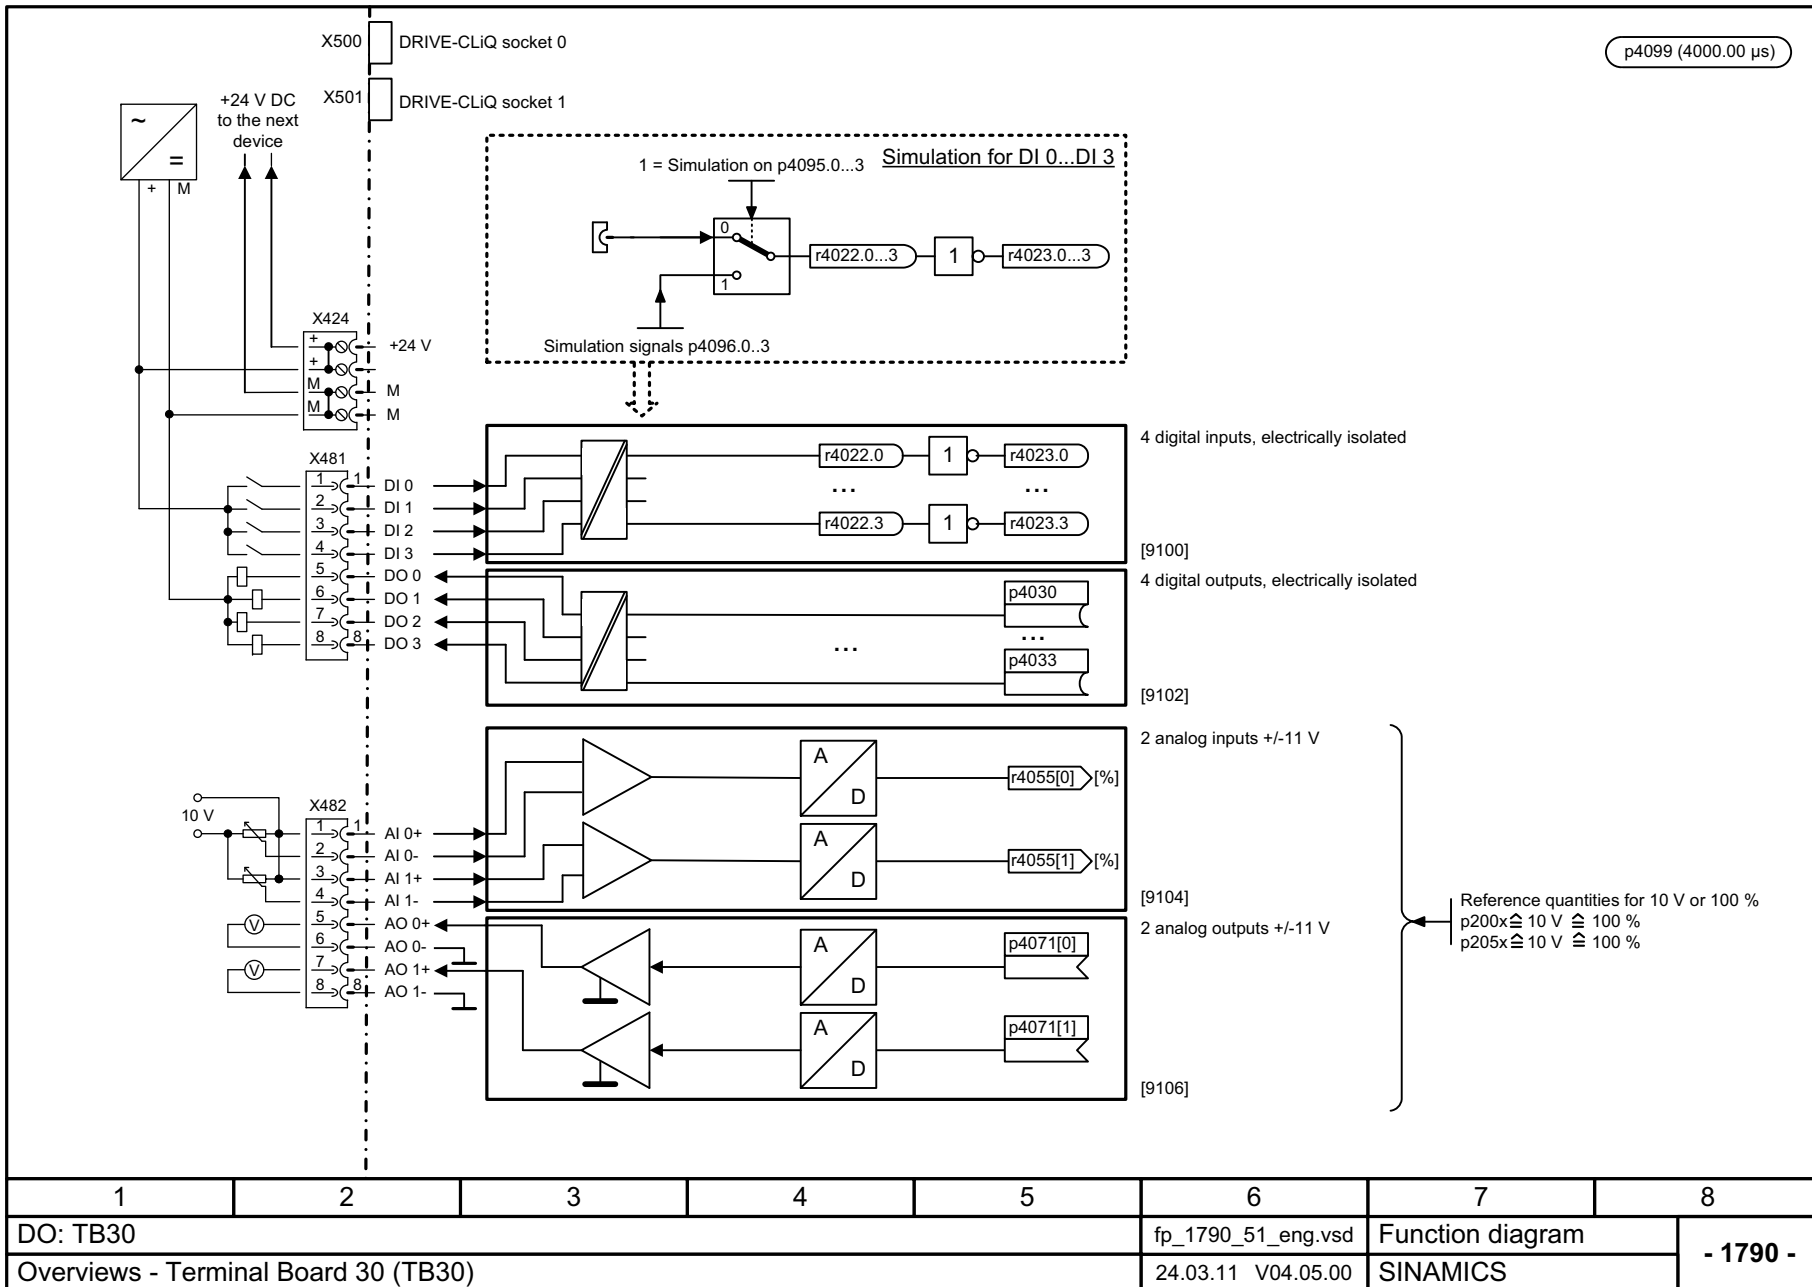 X500 DRIVE-CLiQ socket 0
p4099 (4000.00 µs)
X501 DRIVE-CLiQ socket 1
+24 V DC
to the next
device
~
=
+ M
Simulation for DI 0...DI 3
1 = Simulation on p4095.0...3
0
1
r4022.0...3 1 r4023.0...3
Simulation signals p4096.0..3
X424
+ +24 V
+
M M
M M
4 digital inputs, electrically isolated
X481
1 1 DI 0
2 DI 1
3 DI 2
4 DI 3
5 DO 0
6 DO 1
7 DO 2
8 8 DO 3
r4022.0 1 r4023.0
... ...
r4022.3 1 r4023.3
[9100]
4 digital outputs, electrically isolated
p4030
... ...
p4033
[9102]
2 analog inputs +/-11 V
A
D
r4055[0] [%]
A
D
r4055[1] [%]
[9104]
10 V
X482
1 1 AI 0+
2 AI 0-
3 AI 1+
4 AI 1-
V 5 AO 0+
6 AO 0-
V 7 AO 1+
8 8 AO 1-
2 analog outputs +/-11 V
A
D
p4071[0]
A
D
p4071[1]
[9106]
Reference quantities for 10 V or 100 %
p200x ≙ 10 V ≙ 100 %
p205x ≙ 10 V ≙ 100 %
1 2 3 4 5 6 7 8
DO: TB30 fp_1790_51_eng.vsd Function diagram
- 1790 -
Overviews - Terminal Board 30 (TB30) 24.03.11 V04.05.00 SINAMICS